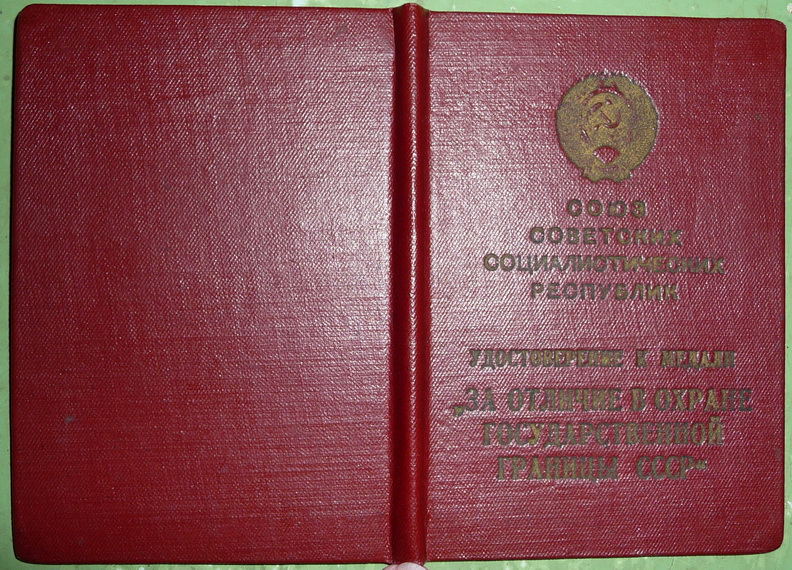 СОЮЗ
СОВЕТСКИХ
СОЦИАЛИСТИЧЕСКИХ
РЕСПУБЛИК
УДОСТОВЕРЕНИЕ К МЕДАЛИ
„ЗА ОТЛИЧИЕ В ОХРАНЕ
ГОСУДАРСТВЕННОЙ
ГРАНИЦЫ СССР“